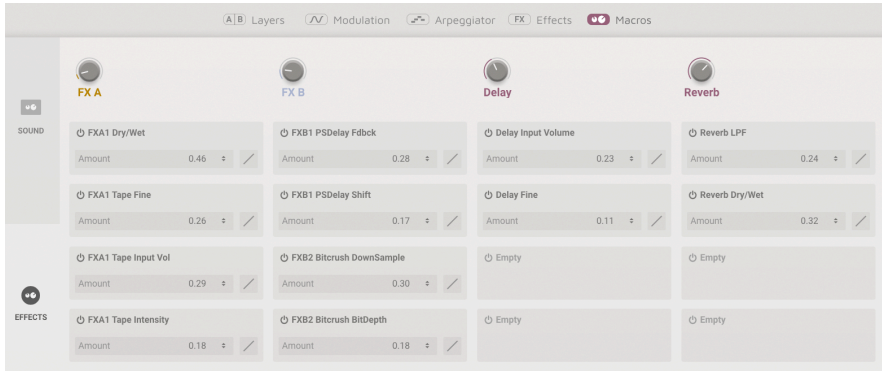 A B Layers Modulation Arpeggiator FX Effects Macros
FX A FX B Delay Reverb
SOUND
FXA1 Dry/Wet FXB1 PSDelay Fdbck Delay Input Volume Reverb LPF
Amount 0.46 Amount 0.28 Amount 0.23 Amount 0.24
FXA1 Tape Fine FXB1 PSDelay Shift Delay Fine Reverb Dry/Wet
Amount 0.26 Amount 0.17 Amount 0.11 Amount 0.32
FXA1 Tape Input Vol FXB2 Bitcrush DownSample Empty Empty
Amount 0.29 Amount 0.30
EFFECTS
FXA1 Tape Intensity FXB2 Bitcrush BitDepth Empty Empty
Amount 0.18 Amount 0.18